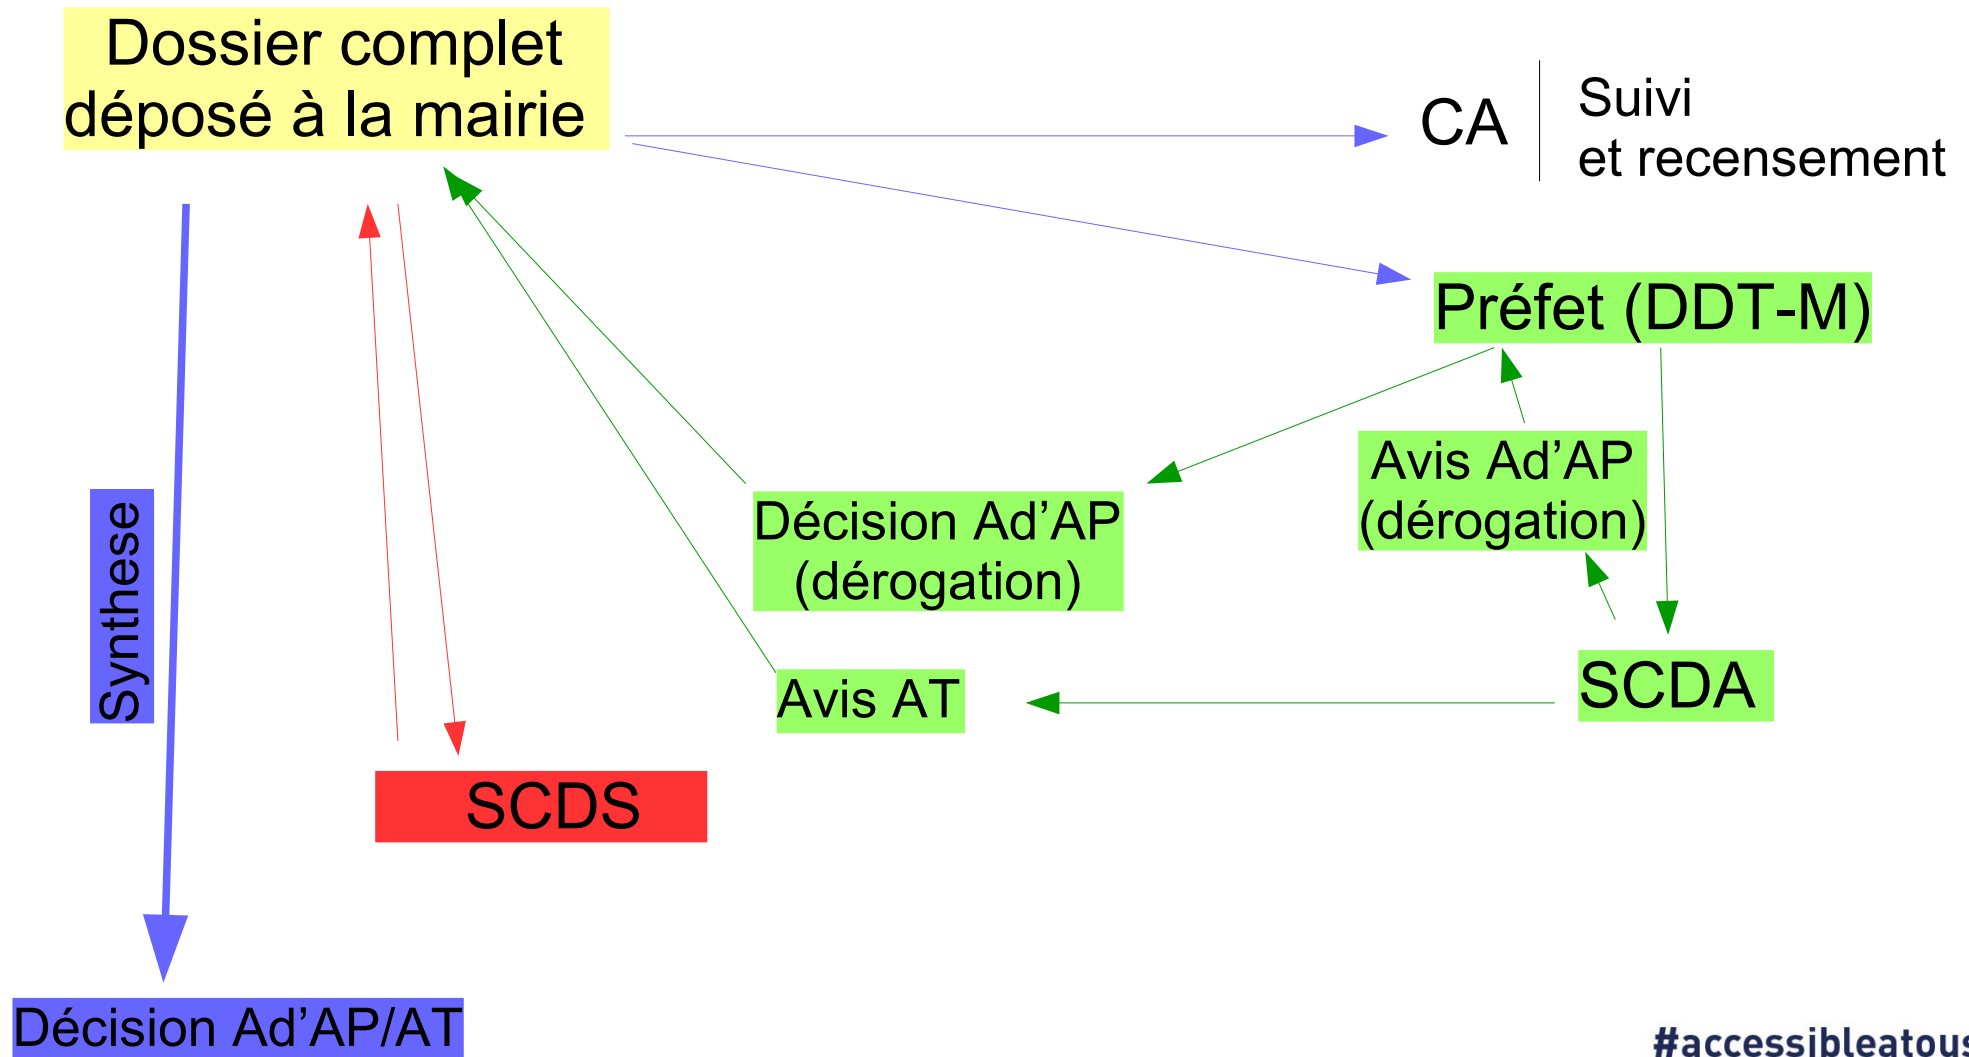 Dossier complet
déposé à la mairie
CA
Suivi
et recensement
Préfet (DDT-M)
Avis Ad’AP
(dérogation)
Décision Ad’AP
(dérogation)
Synthese
Avis AT
SCDA
SCDS
Décision Ad’AP/AT
#accessibleatous